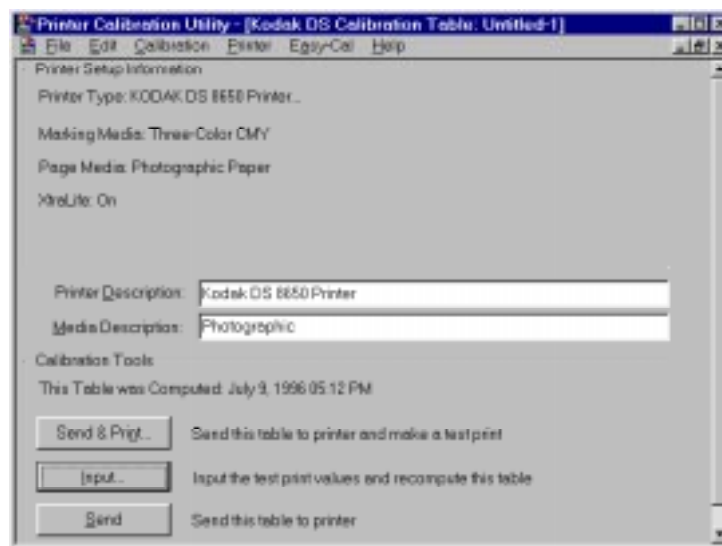 Printer Calibration Utility - [Kodak DS Calibration Table: Untitled-1]
File Edit Calibration Printer Easy-Cal Help
Printer Setup Information
Printer Type: KODAK DS 8650 Printer...
Marking Media: Three-Color CMY
Page Media: Photographic Paper
XtraLife: On
Printer Description: Kodak DS 8650 Printer
Media Description: Photographic
Calibration Tools
This Table was Computed: July 9, 1996 05:12 PM
Send & Print... Send this table to printer and make a test print
Input... Input the test print values and recompute this table
Send Send this table to printer